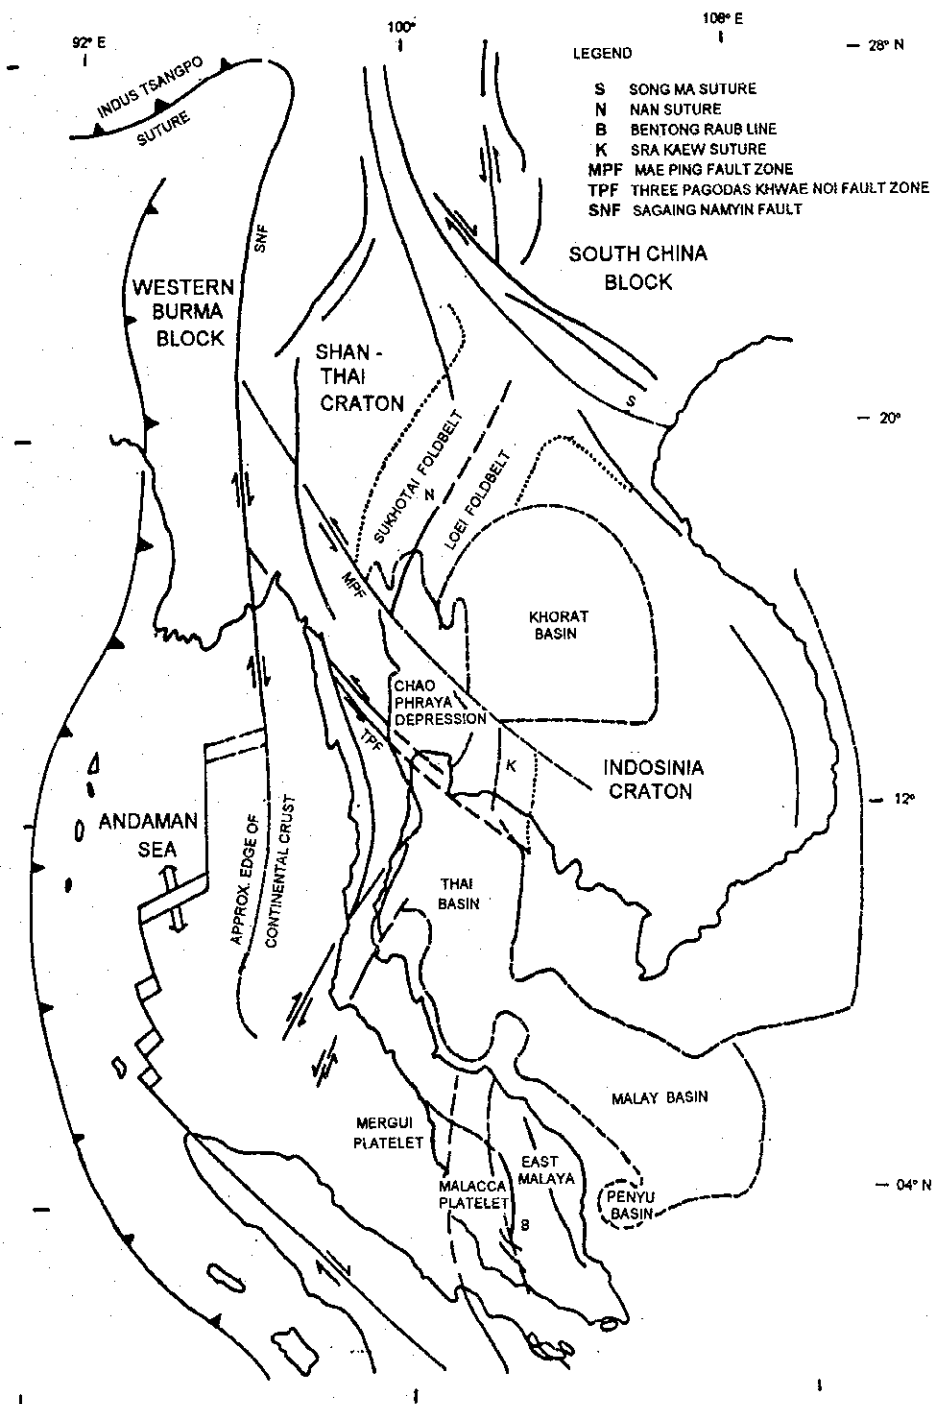 92° E
100°
108° E
28° N
LEGEND
S SONG MA SUTURE
N NAN SUTURE
B BENTONG RAUB LINE
K SRA KAEW SUTURE
MPF MAE PING FAULT ZONE
TPF THREE PAGODAS KHWAE NOI FAULT ZONE
SNF SAGAING NAMYIN FAULT
INDUS TSANGPO
SUTURE
SNF
SOUTH CHINA
BLOCK
WESTERN
BURMA
BLOCK
SHAN -
THAI
CRATON
S
20°
SUKHOTAI FOLDBELT
N
LOEI FOLDBELT
MPF
KHORAT
BASIN
CHAO
PHRAYA
DEPRESSION
TPF
K
INDOSINIA
CRATON
12°
ANDAMAN
SEA
APPROX. EDGE OF
CONTINENTAL CRUST
THAI
BASIN
MALAY BASIN
MERGUI
PLATELET
EAST
MALAYA
MALACCA
PLATELET
PENYU
BASIN
04° N
B